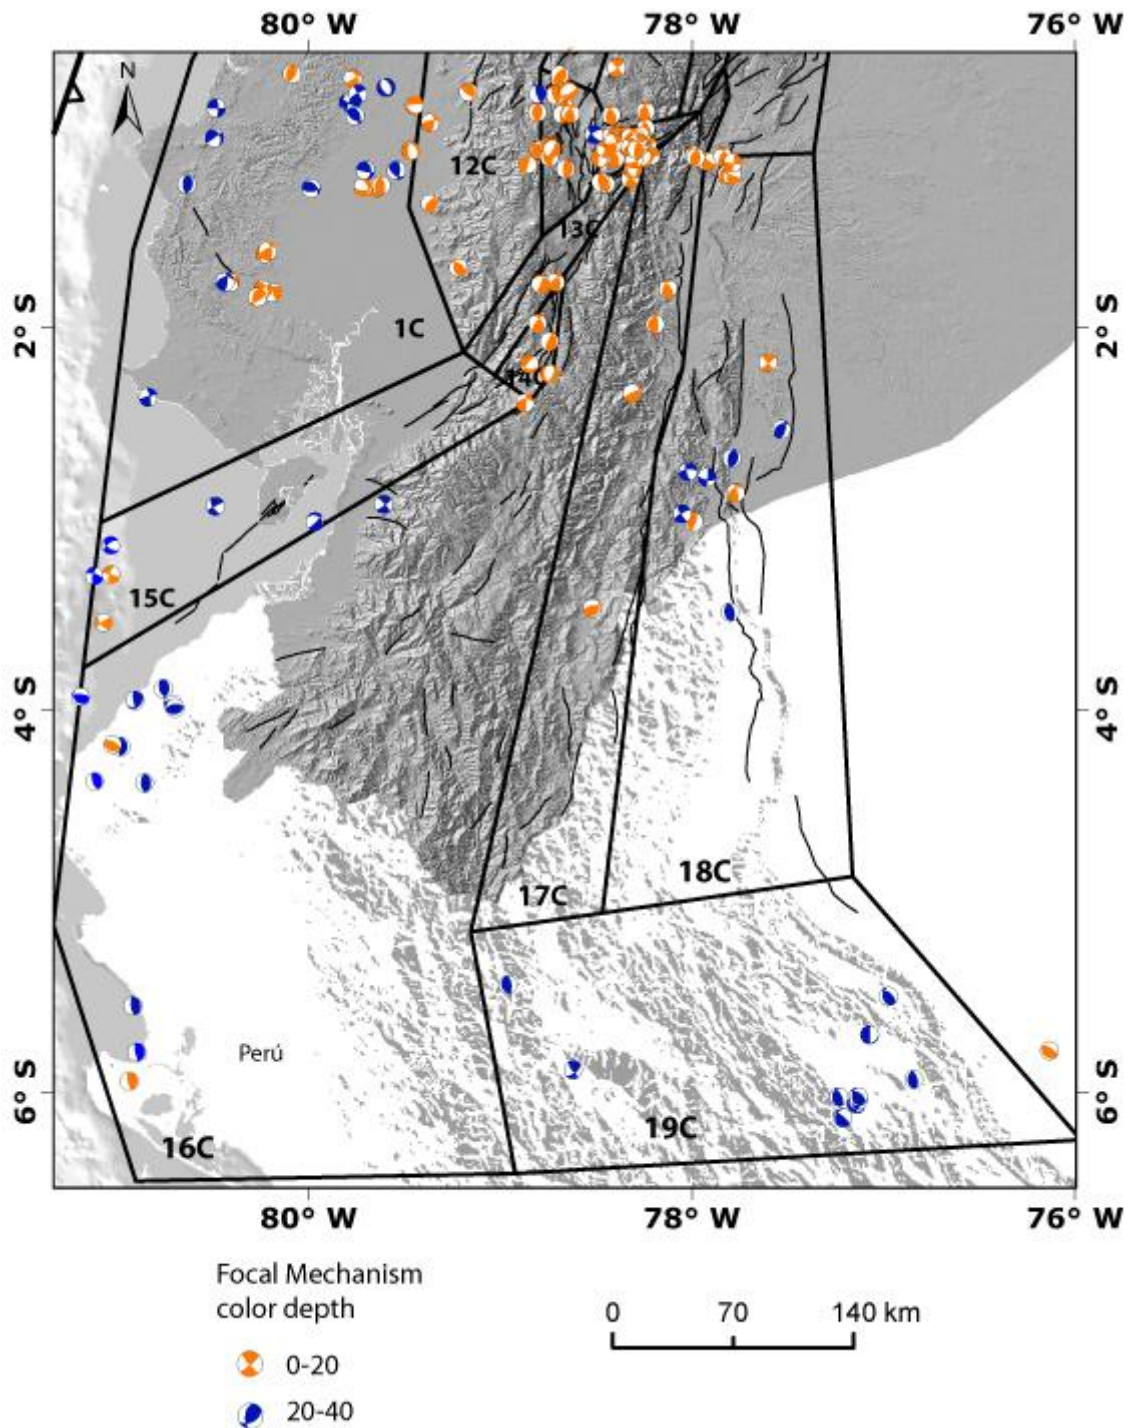 80° W 78° W 76° W
N
12C
13C
1C
2° S 2° S
14C
15C
4° S 4° S
18C
17C
Perú
6° S 6° S
19C
16C
80° W 78° W 76° W
Focal Mechanism
color depth
0 70 140 km
0-20
20-40